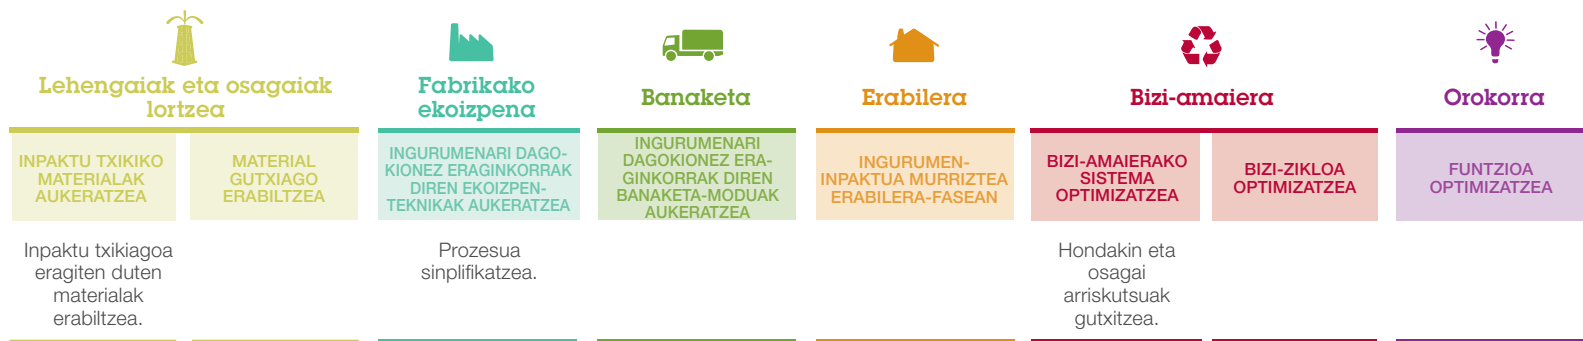 Lehengaiak eta osagaiak
lortzea
Fabrikako
ekoizpena
Banaketa
Erabilera
Bizi-amaiera
Orokorra
INPAKTU TXIKIKO
MATERIALAK
AUKERATZEA
MATERIAL
GUTXIAGO
ERABILTZEA
INGURUMENARI DAGO-
KIONEZ ERAGINKORRAK
DIREN EKOIZPEN-
TEKNIKAK AUKERATZEA
INGURUMENARI
DAGOKIONEZ ERA-
GINKORRAK DIREN
BANAKETA-MODUAK
AUKERATZEA
INGURUMEN-
INPAKTUA MURRIZTEA
ERABILERA-FASEAN
BIZI-AMAIERAKO
SISTEMA
OPTIMIZATZEA
BIZI-ZIKLOA
OPTIMIZATZEA
FUNTZIOA
OPTIMIZATZEA
Inpaktu txikiagoa
eragiten duten
materialak
erabiltzea.
Prozesua
sinplifikatzea.
Hondakin eta
osagai
arriskutsuak
gutxitzea.